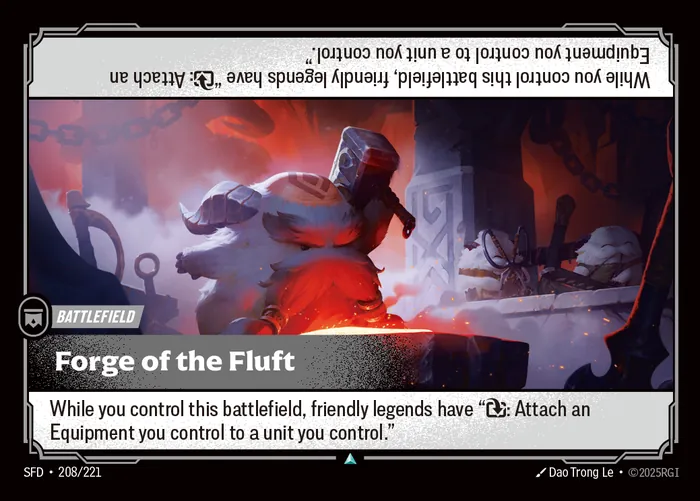 While you control this battlefield, friendly legends have “: Attach an
Equipment you control to a unit you control.”
BATTLEFIELD
Forge of the Fluft
While you control this battlefield, friendly legends have “: Attach an
Equipment you control to a unit you control.”
SFD • 208/221
Dao Trong Le • ©2025RGI